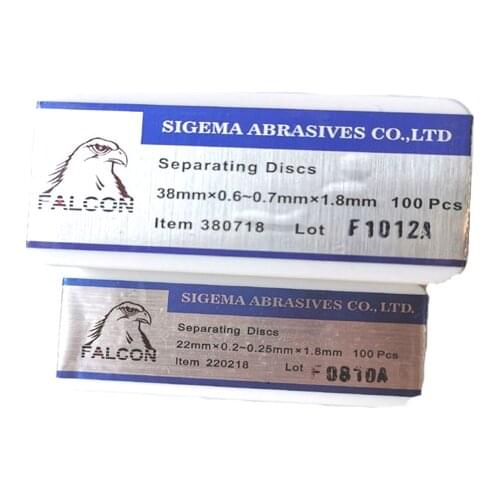 SIGEMA ABRASIVES CO.,LTD
Separating Discs
38mm×0.6~0.7mm×1.8mm 100 Pcs
Item 380718 Lot F1012A
FALCON
SIGEMA ABRASIVES CO.,LTD.
Separating Discs
22mm×0.2~0.25mm×1.8mm 100 Pcs
Item 220218 Lot F0810A
FALCON